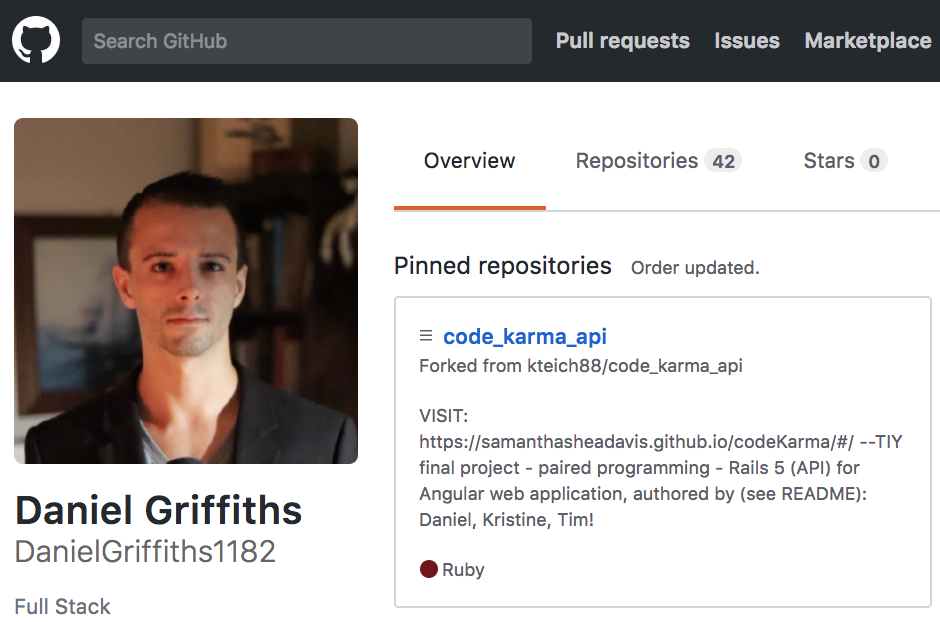 Search GitHub
Pull requests
Issues
Marketplace
Overview
Repositories 42
Stars 0
Pinned repositories
Order updated.
code_karma_api
Forked from kteich88/code_karma_api
VISIT:
https://samanthasheadavis.github.io/codeKarma/#/ --TIY
final project - paired programming - Rails 5 (API) for
Angular web application, authored by (see README):
Daniel, Kristine, Tim!
Ruby
Daniel Griffiths
DanielGriffiths1182
Full Stack